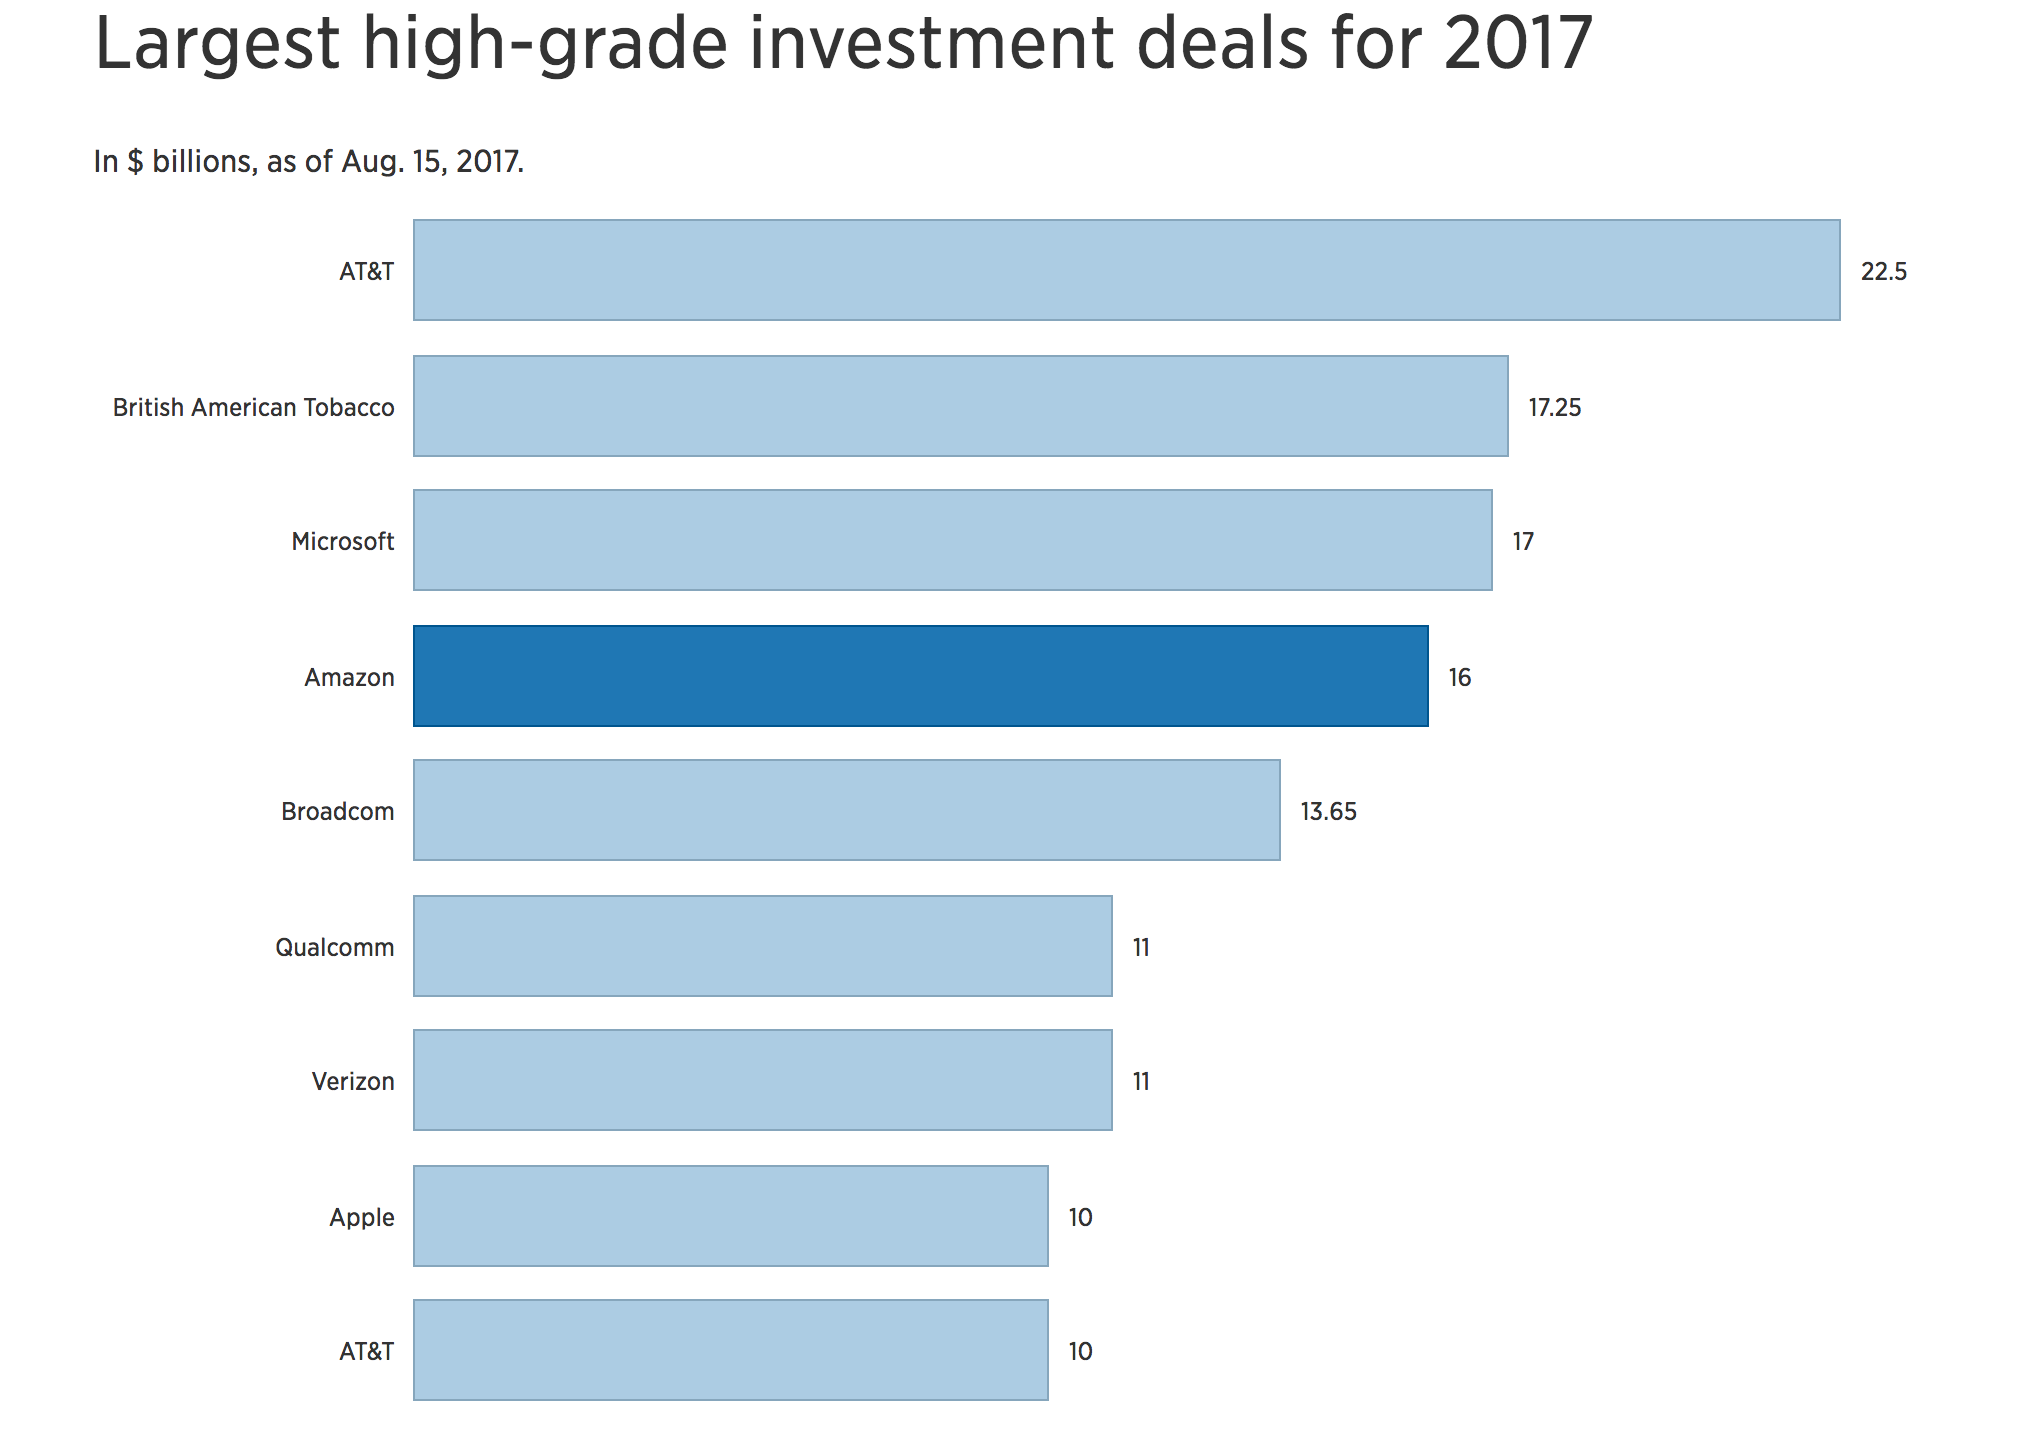 Largest high-grade investment deals for 2017
In $ billions, as of Aug. 15, 2017.
AT&T 22.5
British American Tobacco 17.25
Microsoft 17
Amazon 16
Broadcom 13.65
Qualcomm 11
Verizon 11
Apple 10
AT&T 10